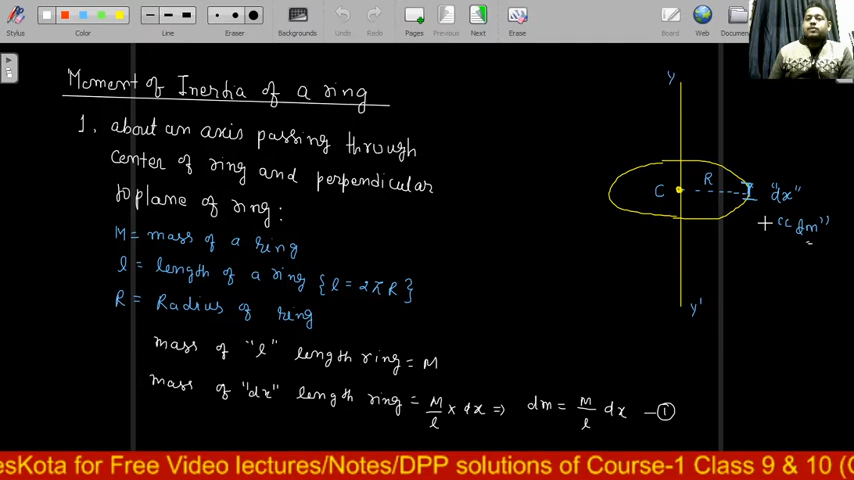 Stylus
Color
Line
Eraser
Backgrounds
Undo
Redo
Pages
Previous
Next
Erase
Board
Web
Documen
Moment of Inertia of a ring
1. about an axis passing through
center of ring and perpendicular
to plane of ring:
M = mass of a ring
l = length of a ring { l = 2πR }
R = Radius of ring
mass of "l" length ring = M
mass of "dx" length ring = M/l × dx ⇒ dm = M/l dx —①
y
C
R
"dx"
"dm"
y'
esKota for Free Video lectures/Notes/DPP solutions of Course-1 Class 9 & 10 (